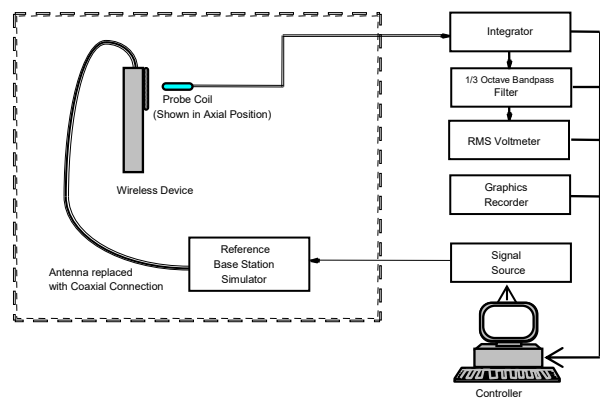 Integrator
1/3 Octave Bandpass
Filter
RMS Voltmeter
Graphics
Recorder
Signal
Source
Controller
Probe Coil
(Shown in Axial Position)
Wireless Device
Reference
Base Station
Simulator
Antenna replaced
with Coaxial Connection